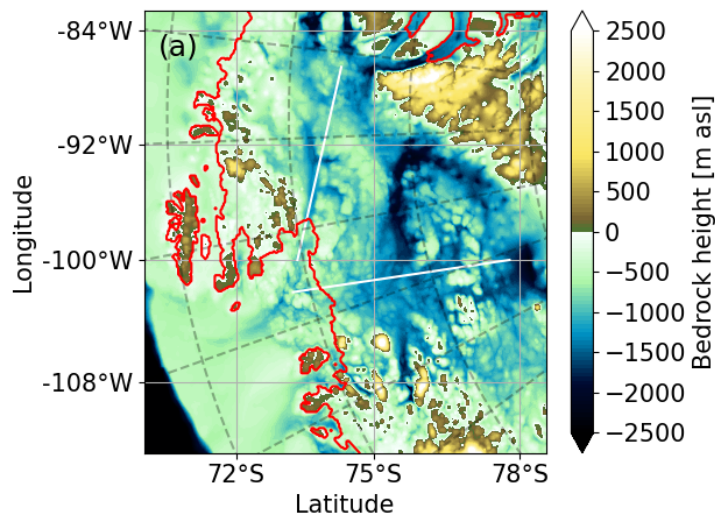 (a)
-84°W
-92°W
-100°W
-108°W
Longitude
72°S
75°S
78°S
Latitude
2500
2000
1500
1000
500
0
−500
−1000
−1500
−2000
−2500
Bedrock height [m asl]